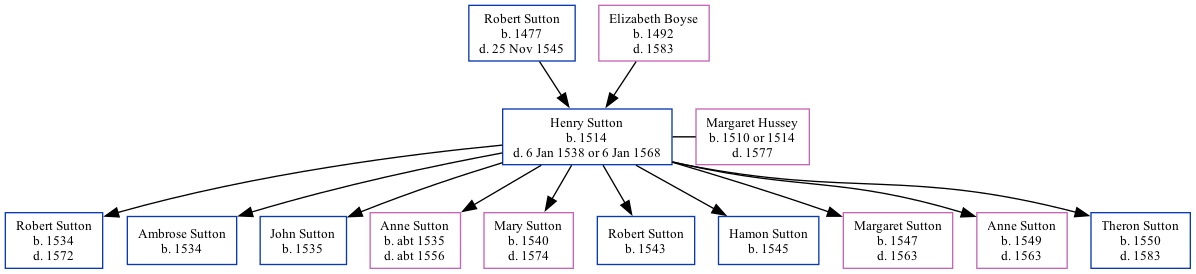 Robert Sutton
b. 1477
d. 25 Nov 1545
Elizabeth Boyse
b. 1492
d. 1583
Henry Sutton
b. 1514
d. 6 Jan 1538 or 6 Jan 1568
Margaret Hussey
b. 1510 or 1514
d. 1577
Robert Sutton
b. 1534
d. 1572
Ambrose Sutton
b. 1534
John Sutton
b. 1535
Anne Sutton
b. abt 1535
d. abt 1556
Mary Sutton
b. 1540
d. 1574
Robert Sutton
b. 1543
Hamon Sutton
b. 1545
Margaret Sutton
b. 1547
d. 1563
Anne Sutton
b. 1549
d. 1563
Theron Sutton
b. 1550
d. 1583